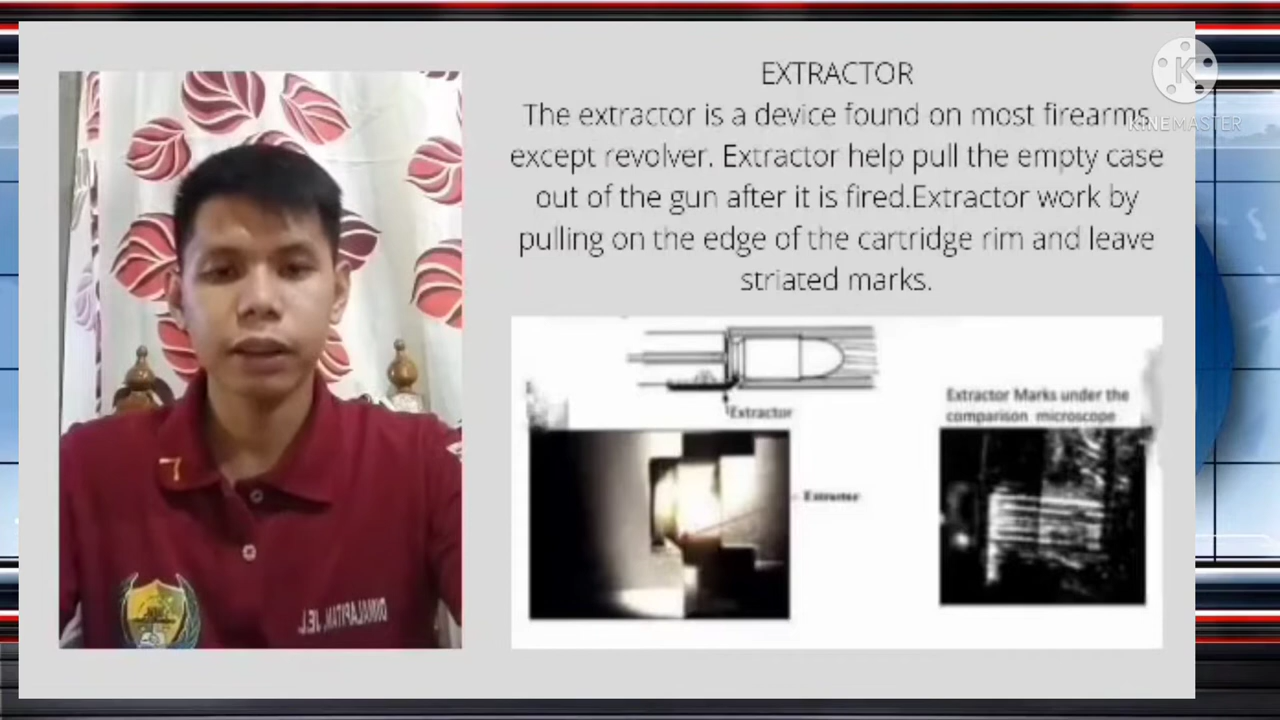 EXTRACTOR
The extractor is a device found on most firearms
except revolver. Extractor help pull the empty case
out of the gun after it is fired.Extractor work by
pulling on the edge of the cartridge rim and leave
striated marks.
KINEMASTER
K
Extractor
Extractor Marks under the
comparison microscope
DIMALAPITAN, JEL